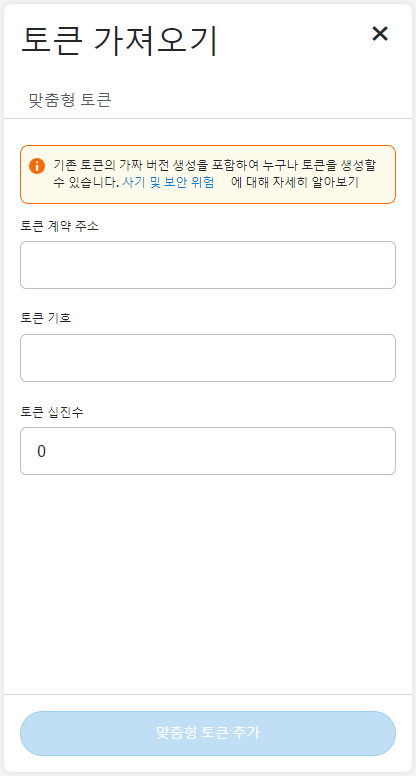 토큰 가져오기
맞춤형 토큰
기존 토큰의 가짜 버전 생성을 포함하여 누구나 토큰을 생성할
수 있습니다. 사기 및 보안 위험 에 대해 자세히 알아보기
토큰 계약 주소
토큰 기호
토큰 십진수
0
맞춤형 토큰 추가